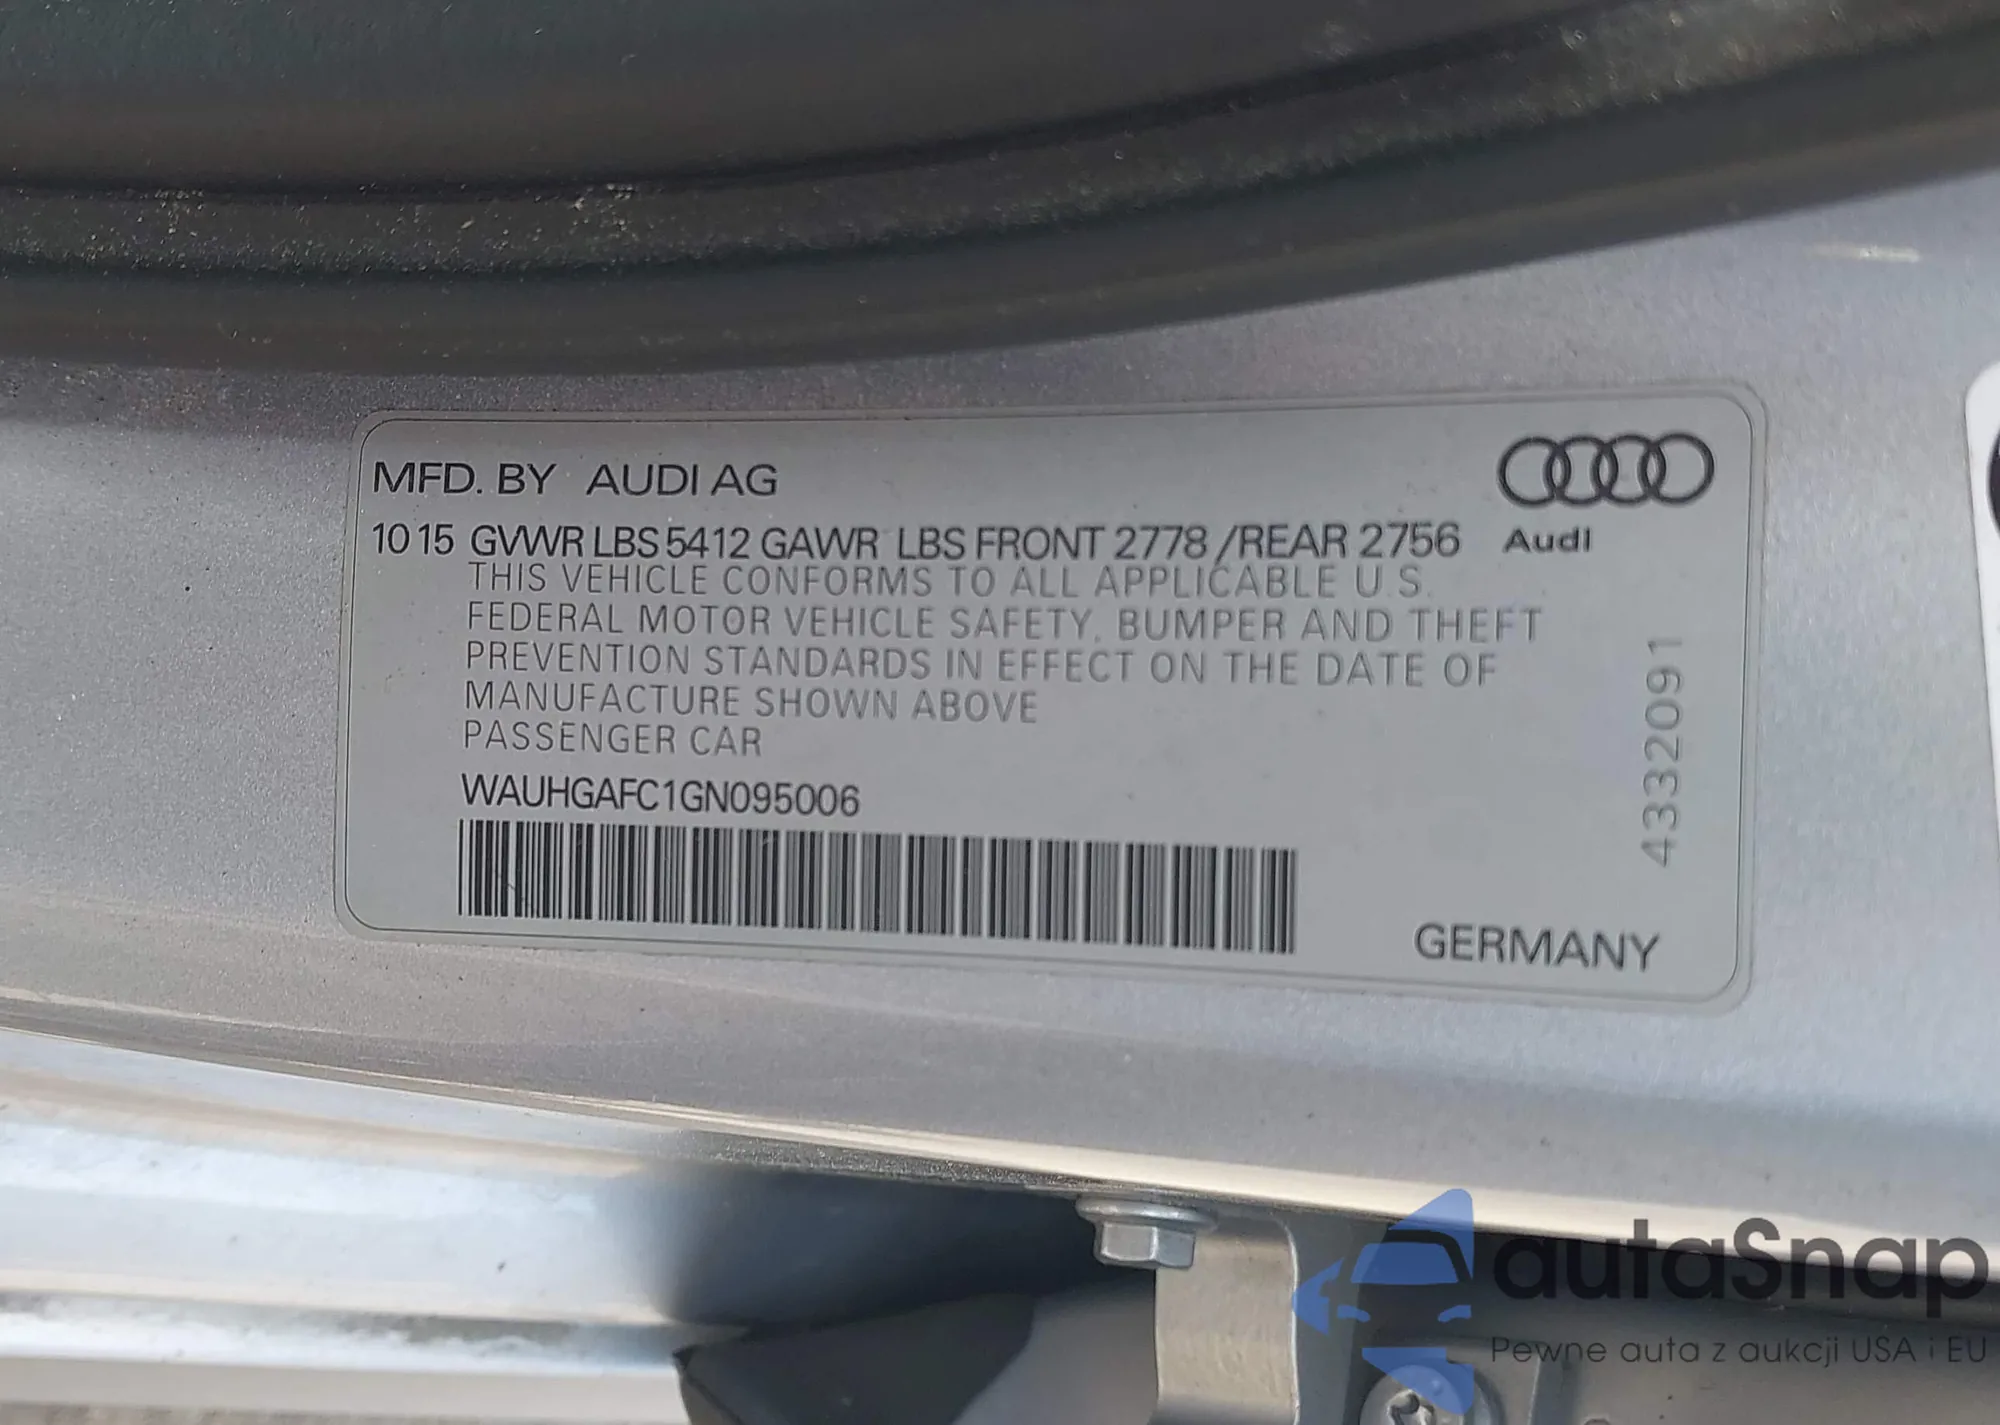 MFD. BY AUDI AG
10 15 GVWR LBS 5412 GAWR LBS FRONT 2778 /REAR 2756
Audi
THIS VEHICLE CONFORMS TO ALL APPLICABLE U.S.
FEDERAL MOTOR VEHICLE SAFETY, BUMPER AND THEFT
PREVENTION STANDARDS IN EFFECT ON THE DATE OF
MANUFACTURE SHOWN ABOVE
PASSENGER CAR
WAUHGAFC1GN095006
4332091
GERMANY
autaSnap
Pewne auta z aukcji USA i EU